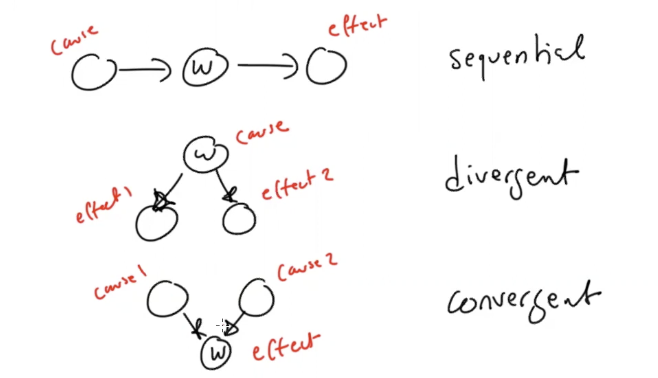 cause
effect
W
sequential
W
cause
effect 1
effect 2
divergent
cause 1
cause 2
W
effect
convergent